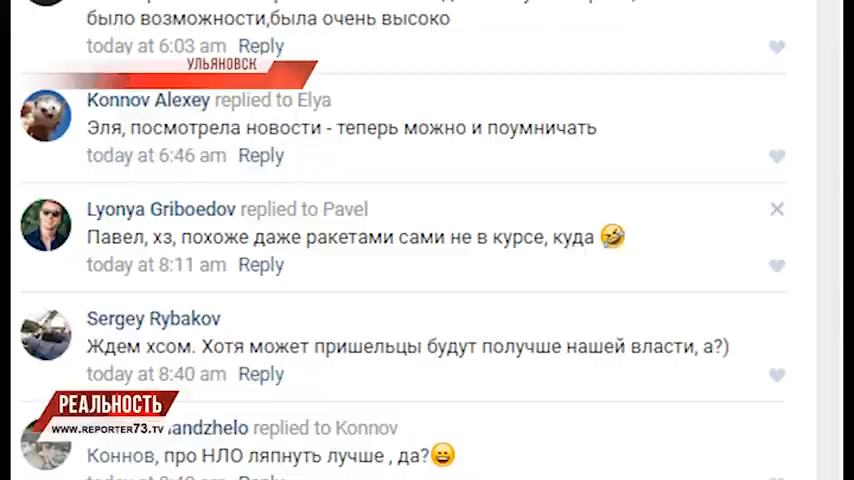 было возможности,была очень высоко
today at 6:03 am Reply
УЛЬЯНОВСК
Konnov Alexey replied to Elya
Эля, посмотрела новости - теперь можно и поумничать
today at 6:46 am Reply
Lyonya Griboedov replied to Pavel
Павел, хз, похоже даже ракетами сами не в курсе, куда 🤣
today at 8:11 am Reply
Sergey Rybakov
Ждем хсом. Хотя может пришельцы будут получше нашей власти, а?)
today at 8:40 am Reply
РЕАЛЬНОСТЬ
www.reporter73.tv
andzhelo replied to Konnov
Коннов, про НЛО ляпнуть лучше , да?😀